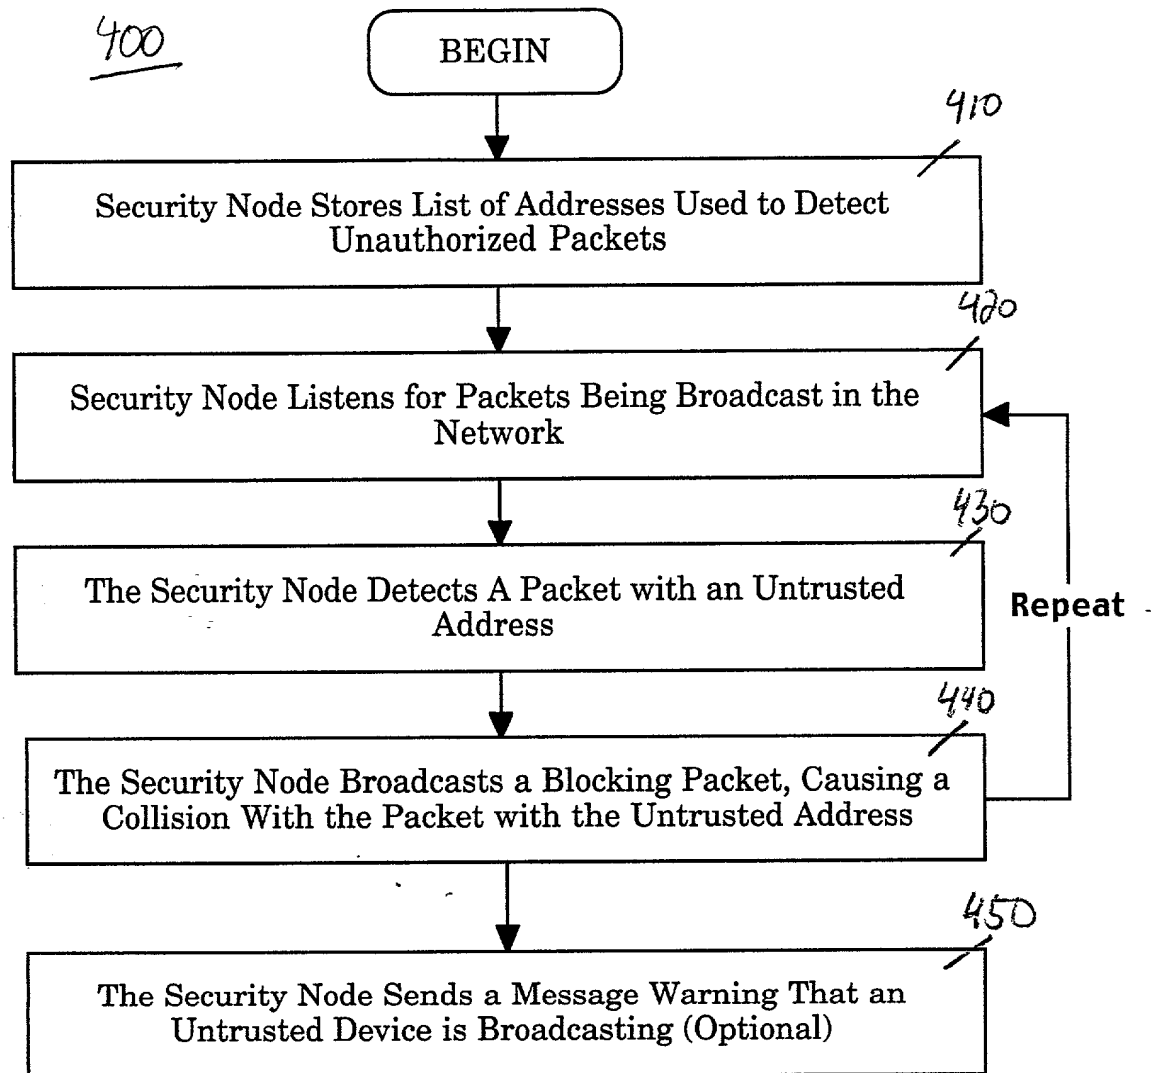 400
BEGIN
410
Security Node Stores List of Addresses Used to Detect
Unauthorized Packets
420
Security Node Listens for Packets Being Broadcast in the
Network
430
The Security Node Detects A Packet with an Untrusted
Address
Repeat
440
The Security Node Broadcasts a Blocking Packet, Causing a
Collision With the Packet with the Untrusted Address
450
The Security Node Sends a Message Warning That an
Untrusted Device is Broadcasting (Optional)